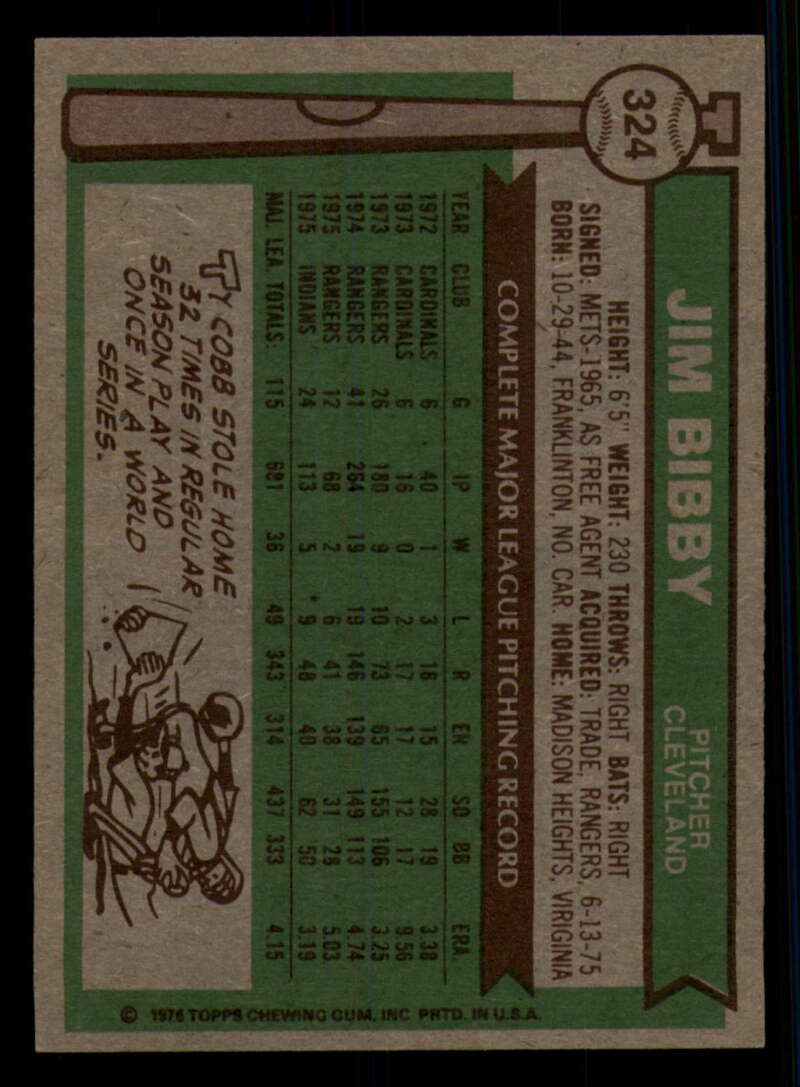 324
JIM BIBBY
PITCHER
CLEVELAND
HEIGHT: 6'5" WEIGHT: 230 THROWS: RIGHT BATS: RIGHT
SIGNED: METS-1965, AS FREE AGENT ACQUIRED: TRADE, RANGERS, 6-13-75
BORN: 10-29-44, FRANKLINTON, NO. CAR. HOME: MADISON HEIGHTS, VIRIGINIA
COMPLETE MAJOR LEAGUE PITCHING RECORD
YEAR CLUB G IP W L R ER SO BB ERA
1972 CARDINALS 6 40 1 3 18 15 28 19 3.38
1973 CARDINALS 6 16 0 2 17 17 12 17 9.56
1973 RANGERS 26 180 9 10 73 65 155 106 3.25
1974 RANGERS 41 264 19 19 146 139 149 113 4.74
1975 RANGERS 12 68 2 6 41 38 31 28 5.03
1975 INDIANS 24 113 5 9 48 40 62 50 3.19
MAJ. LEA. TOTALS: 115 681 36 49 343 314 437 333 4.15
TY COBB STOLE HOME
32 TIMES IN REGULAR
SEASON PLAY AND
ONCE IN A WORLD
SERIES.
© 1976 TOPPS CHEWING GUM, INC PRTD. IN U.S.A.